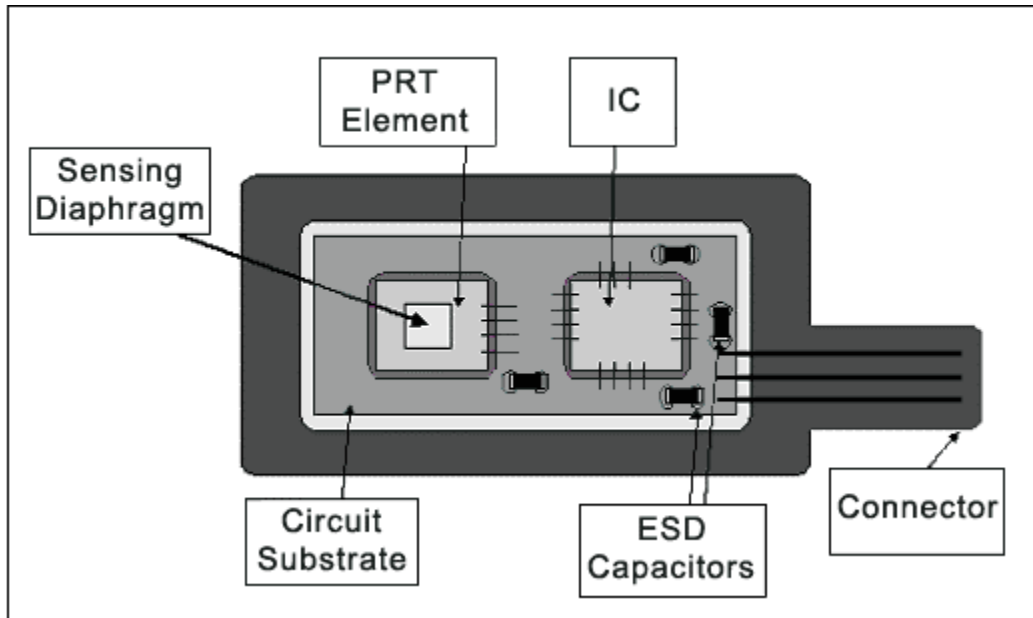 PRT
Element
IC
Sensing
Diaphragm
Circuit
Substrate
ESD
Capacitors
Connector